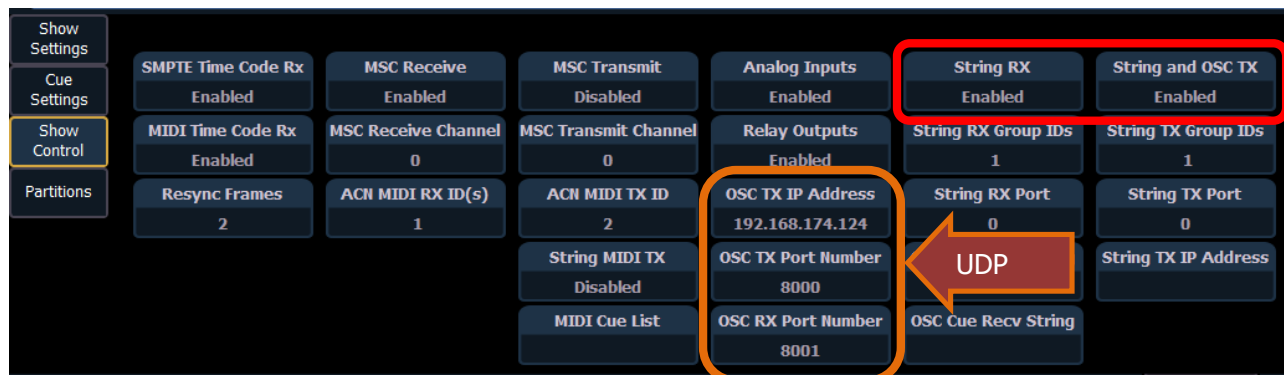 Show
Settings
Cue
Settings
Show
Control
Partitions
SMPTE Time Code Rx
Enabled
MSC Receive
Enabled
MSC Transmit
Disabled
Analog Inputs
Enabled
String RX
Enabled
String and OSC TX
Enabled
MIDI Time Code Rx
Enabled
MSC Receive Channel
0
MSC Transmit Channel
0
Relay Outputs
Enabled
String RX Group IDs
1
String TX Group IDs
1
Resync Frames
2
ACN MIDI RX ID(s)
1
ACN MIDI TX ID
2
OSC TX IP Address
192.168.174.124
String RX Port
0
String TX Port
0
String MIDI TX
Disabled
OSC TX Port Number
8000
UDP
String TX IP Address
MIDI Cue List
OSC RX Port Number
8001
OSC Cue Recv String